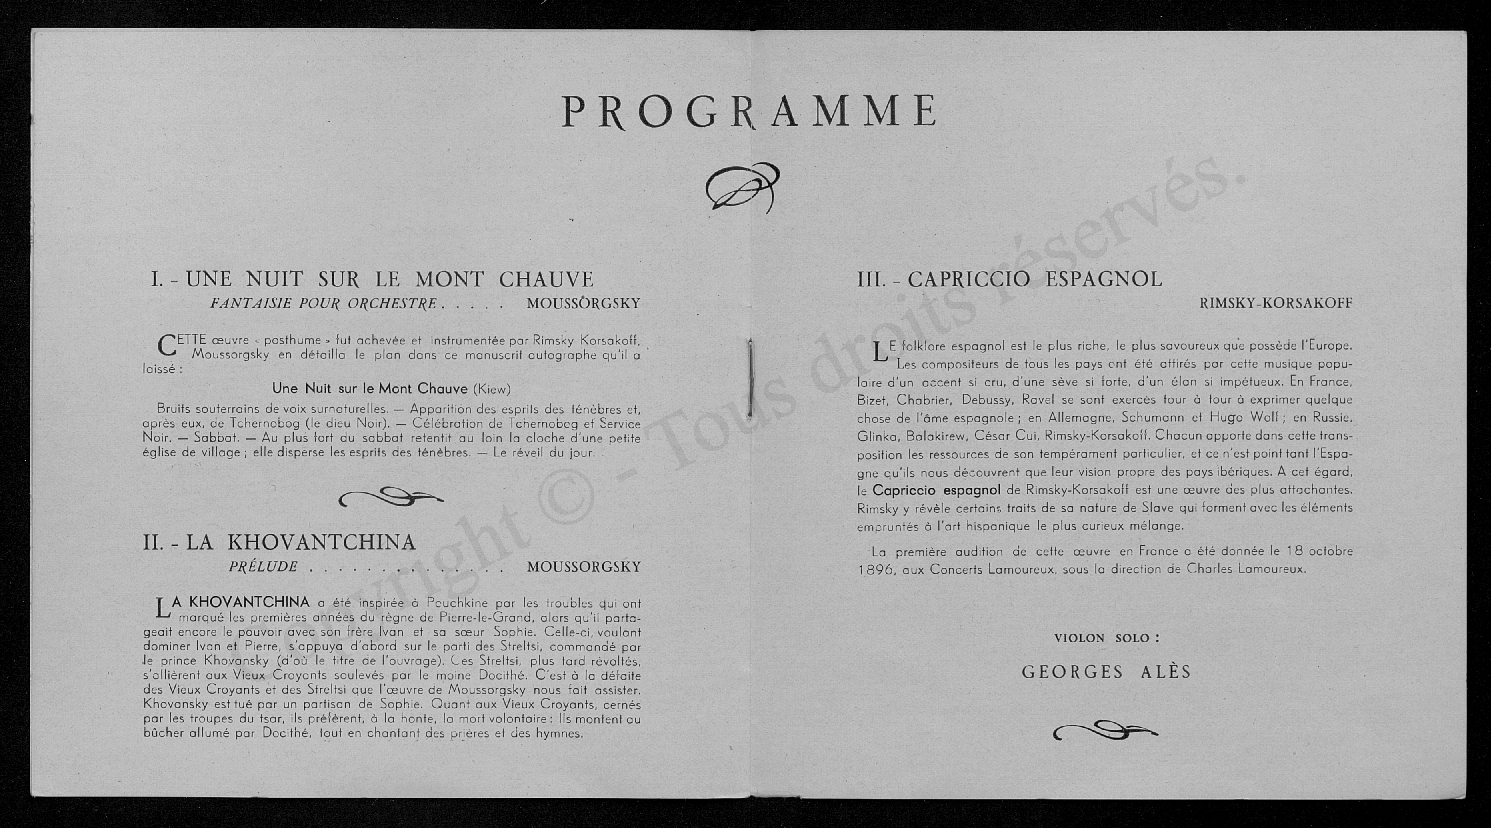 PROGRAMME
I. - UNE NUIT SUR LE MONT CHAUVE
FANTAISIE POUR ORCHESTRE . . . . . MOUSSORGSKY
CETTE œuvre « posthume » fut achevée et instrumentée par Rimsky Korsakoff.
Moussorgsky en détailla le plan dans ce manuscrit autographe qu'il a
laissé :
Une Nuit sur le Mont Chauve (Kiew)
Bruits souterrains de voix surnaturelles. — Apparition des esprits des ténèbres et,
après eux, de Tchernobog (le dieu Noir). — Célébration de Tchernobog et Service
Noir. — Sabbat. — Au plus fort du sabbat retentit au loin la cloche d'une petite
église de village ; elle disperse les esprits des ténèbres. — Le réveil du jour.
II. - LA KHOVANTCHINA
PRÉLUDE . . . . . . . . . . . . . . MOUSSORGSKY
LA KHOVANTCHINA a été inspirée à Pouchkine par les troubles qui ont
marqué les premières années du règne de Pierre-le-Grand, alors qu'il parta-
geait encore le pouvoir avec son frère Ivan et sa sœur Sophie. Celle-ci, voulant
dominer Ivan et Pierre, s'appuya d'abord sur le parti des Streltsi, commandé par
le prince Khovansky (d'où le titre de l'ouvrage). Ces Streltsi, plus tard révoltés,
s'allièrent aux Vieux Croyants soulevés par le moine Docithé. C'est à la défaite
des Vieux Croyants et des Streltsi que l'œuvre de Moussorgsky nous fait assister.
Khovansky est tué par un partisan de Sophie. Quant aux Vieux Croyants, cernés
par les troupes du tsar, ils préfèrent, à la honte, la mort volontaire : Ils montent au
bûcher allumé par Docithé, tout en chantant des prières et des hymnes.
III. - CAPRICCIO ESPAGNOL
RIMSKY-KORSAKOFF
LE folklore espagnol est le plus riche, le plus savoureux que possède l'Europe.
Les compositeurs de tous les pays ont été attirés par cette musique popu-
laire d'un accent si cru, d'une sève si forte, d'un élan si impétueux. En France,
Bizet, Chabrier, Debussy, Ravel se sont exercés tour à tour à exprimer quelque
chose de l'âme espagnole ; en Allemagne, Schumann et Hugo Wolf ; en Russie,
Glinka, Balakirew, César Cui, Rimsky-Korsakoff. Chacun apporte dans cette trans-
position les ressources de son tempérament particulier, et ce n'est point tant l'Espa-
gne qu'ils nous découvrent que leur vision propre des pays ibériques. A cet égard,
le Capriccio espagnol de Rimsky-Korsakoff est une œuvre des plus attachantes.
Rimsky y révèle certains traits de sa nature de Slave qui forment avec les éléments
empruntés à l'art hispanique le plus curieux mélange.
La première audition de cette œuvre en France a été donnée le 18 octobre
1896, aux Concerts Lamoureux, sous la direction de Charles Lamoureux.
VIOLON SOLO :
GEORGES ALÈS
Copyright © - Tous droits réservés.